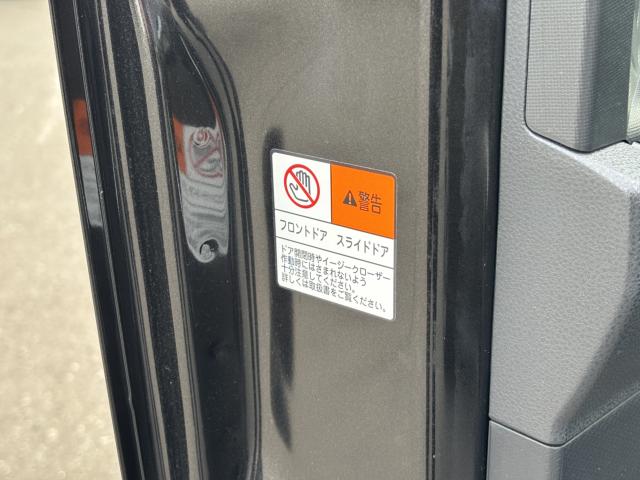 警告
フロントドア スライドドア
ドア開閉時やイージークローザー
作動時にはさまれないよう
十分注意してください。
詳しくは取扱書をご覧ください。